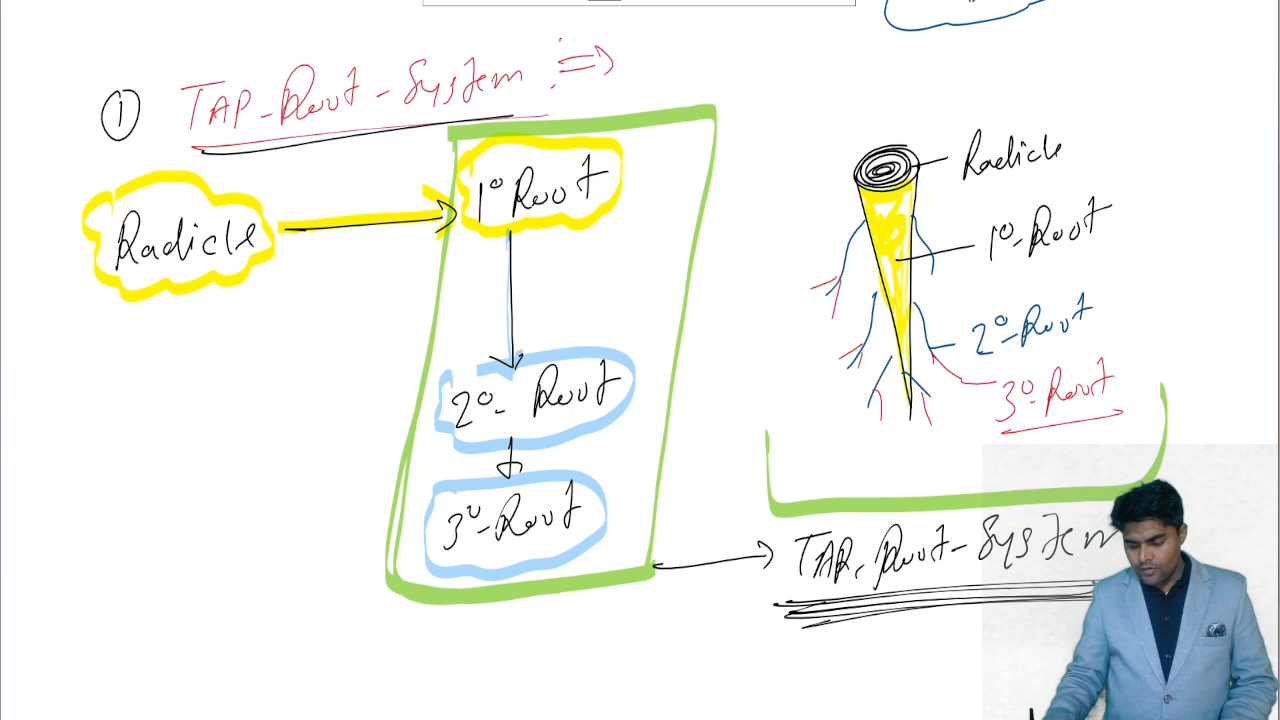 ① TAP-Root-System :⇒
Radicle
1° Root
2°- Root
3°-Root
Radicle
1°-Root
2°-Root
3°-Root
TAP-Root-System